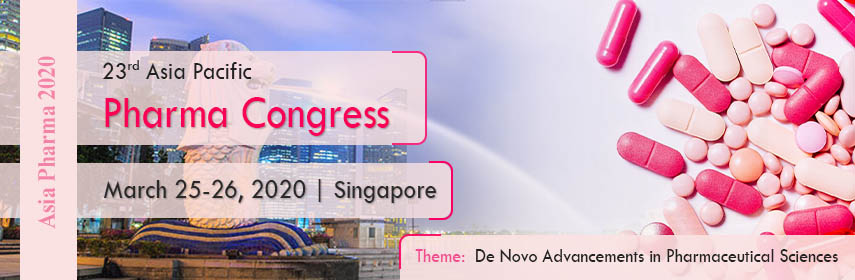 Asia Pharma 2020
23rd Asia Pacific
Pharma Congress
March 25-26, 2020 | Singapore
Theme: De Novo Advancements in Pharmaceutical Sciences